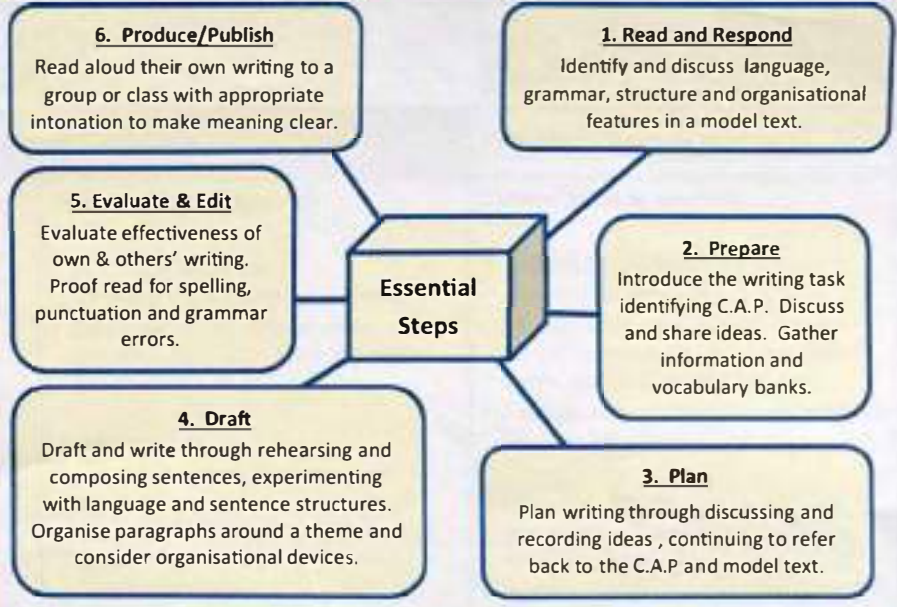 Essential
Steps
1. Read and Respond
Identify and discuss language,
grammar, structure and organisational
features in a model text.
2. Prepare
Introduce the writing task
identifying C.A.P. Discuss
and share ideas. Gather
information and
vocabulary banks.
3. Plan
Plan writing through discussing and
recording ideas , continuing to refer
back to the C.A.P and model text.
4. Draft
Draft and write through rehearsing and
composing sentences, experimenting
with language and sentence structures.
Organise paragraphs around a theme and
consider organisational devices.
5. Evaluate & Edit
Evaluate effectiveness of
own & others' writing.
Proof read for spelling,
punctuation and grammar
errors.
6. Produce/Publish
Read aloud their own writing to a
group or class with appropriate
intonation to make meaning clear.